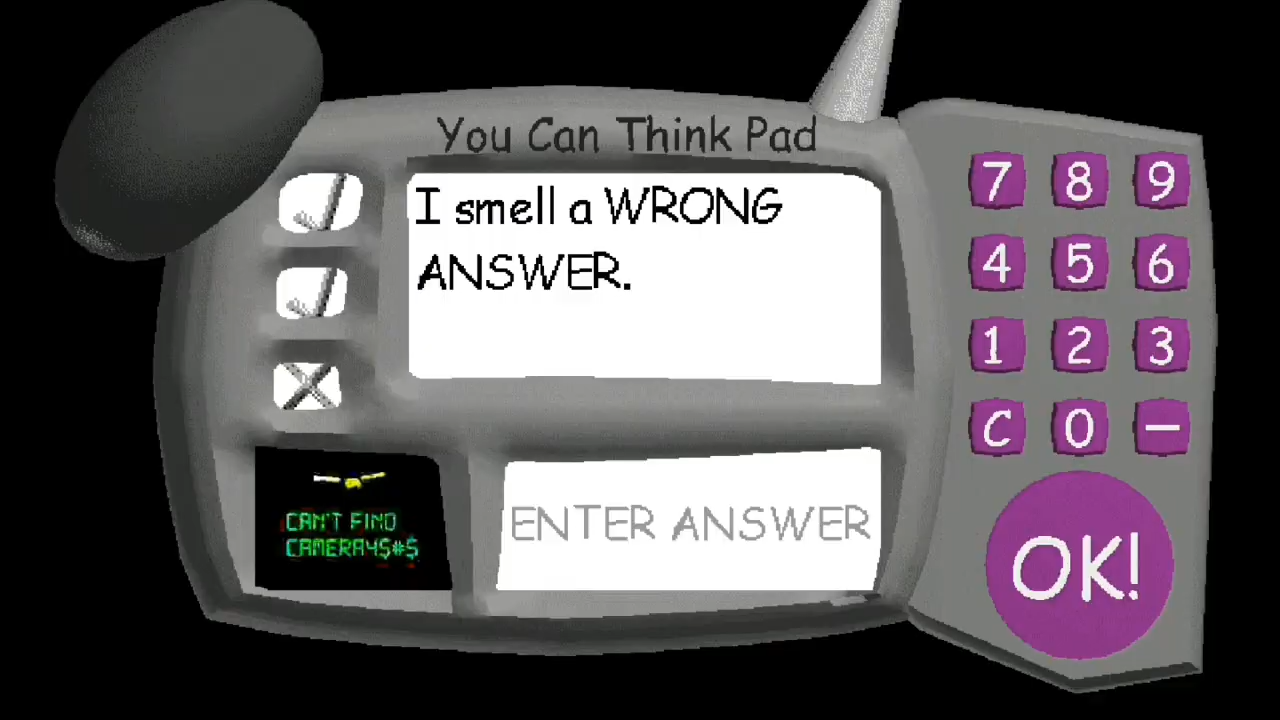 You Can Think Pad
I smell a WRONG
ANSWER.
CAN'T FIND
CAMERA4$#$
ENTER ANSWER
7 8 9
4 5 6
1 2 3
C 0 −
OK!